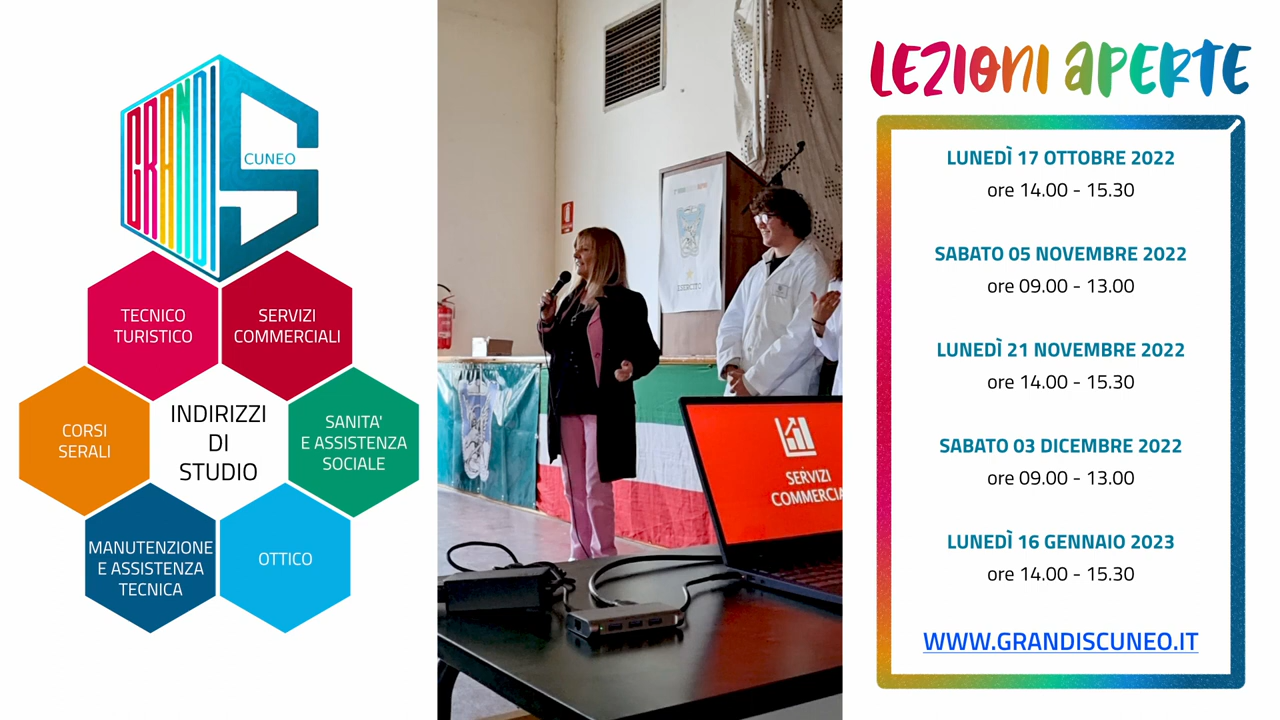 GRANDI
CUNEO
TECNICO
TURISTICO
SERVIZI
COMMERCIALI
CORSI
SERALI
INDIRIZZI
DI
STUDIO
SANITA'
E ASSISTENZA
SOCIALE
MANUTENZIONE
E ASSISTENZA
TECNICA
OTTICO
ESERCITO
SERVIZI
COMMERCIA
LEZIONI APERTE
LUNEDÌ 17 OTTOBRE 2022
ore 14.00 - 15.30
SABATO 05 NOVEMBRE 2022
ore 09.00 - 13.00
LUNEDÌ 21 NOVEMBRE 2022
ore 14.00 - 15.30
SABATO 03 DICEMBRE 2022
ore 09.00 - 13.00
LUNEDÌ 16 GENNAIO 2023
ore 14.00 - 15.30
WWW.GRANDISCUNEO.IT